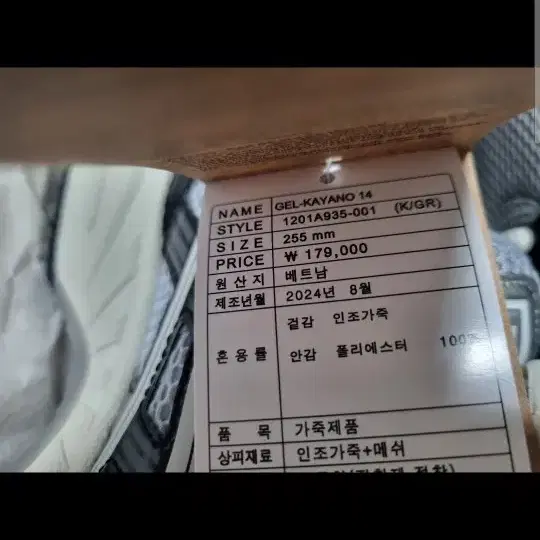 NAME GEL-KAYANO 14
STYLE 1201A935-001 (K/GR)
SIZE 255 mm
PRICE ₩ 179,000
원산지 베트남
제조년월 2024년 8월
겉감 인조가죽
혼용률 안감 폴리에스터 100%
품목 가죽제품
상피재료 인조가죽+메쉬